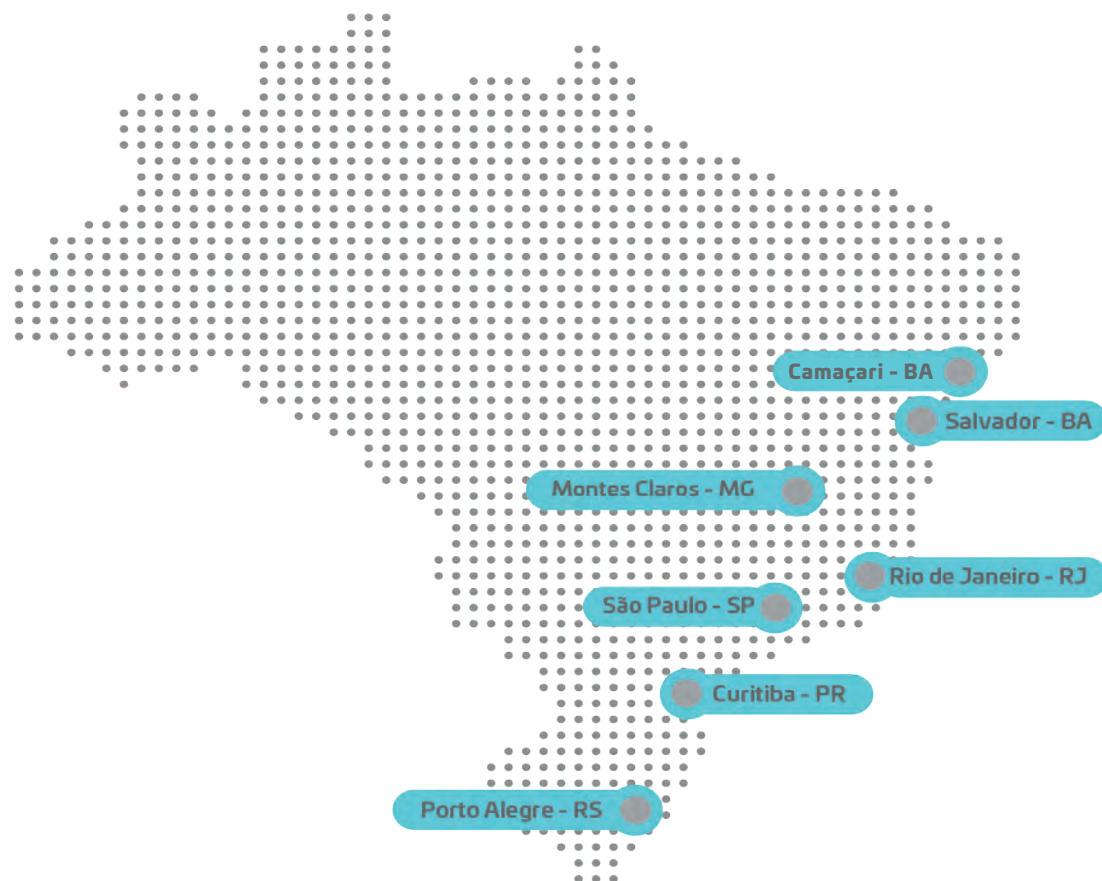 Camaçari - BA
Salvador - BA
Montes Claros - MG
Rio de Janeiro - RJ
São Paulo - SP
Curitiba - PR
Porto Alegre - RS